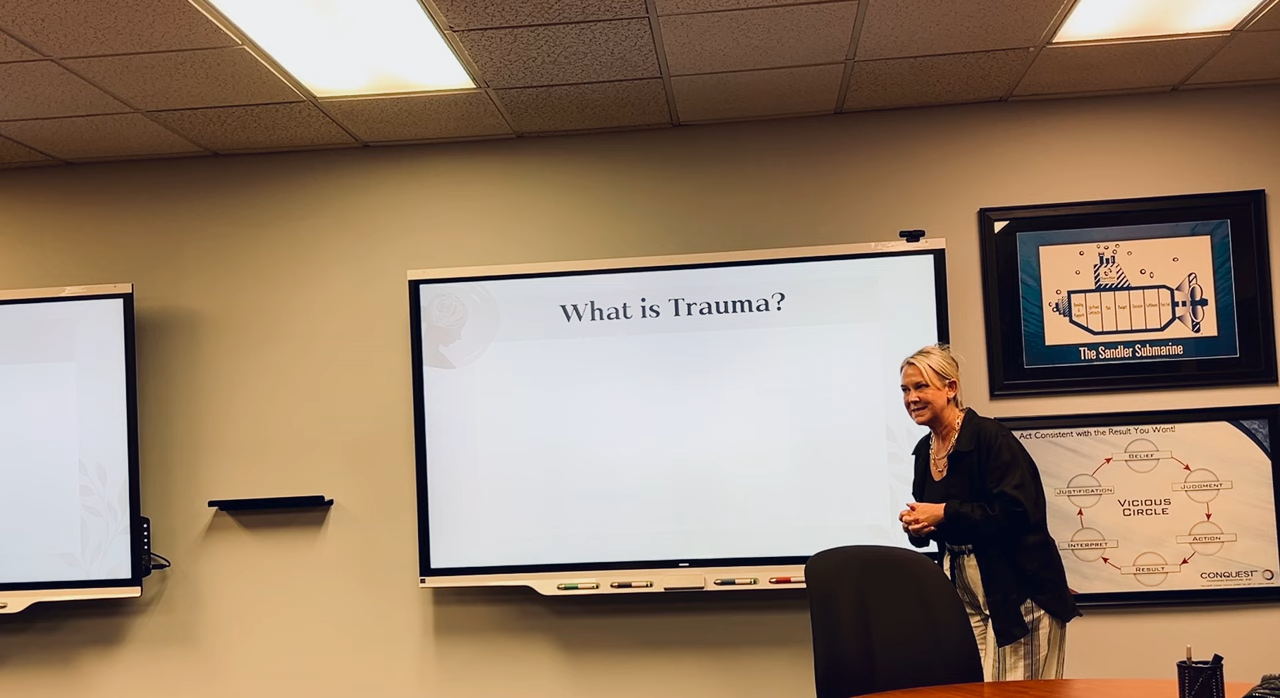 What is Trauma?
The Sandler Submarine
Act Consistent with the Result You Want!
BELIEF
JUDGMENT
ACTION
RESULT
INTERPRET
JUSTIFICATION
VICIOUS
CIRCLE
CONQUEST